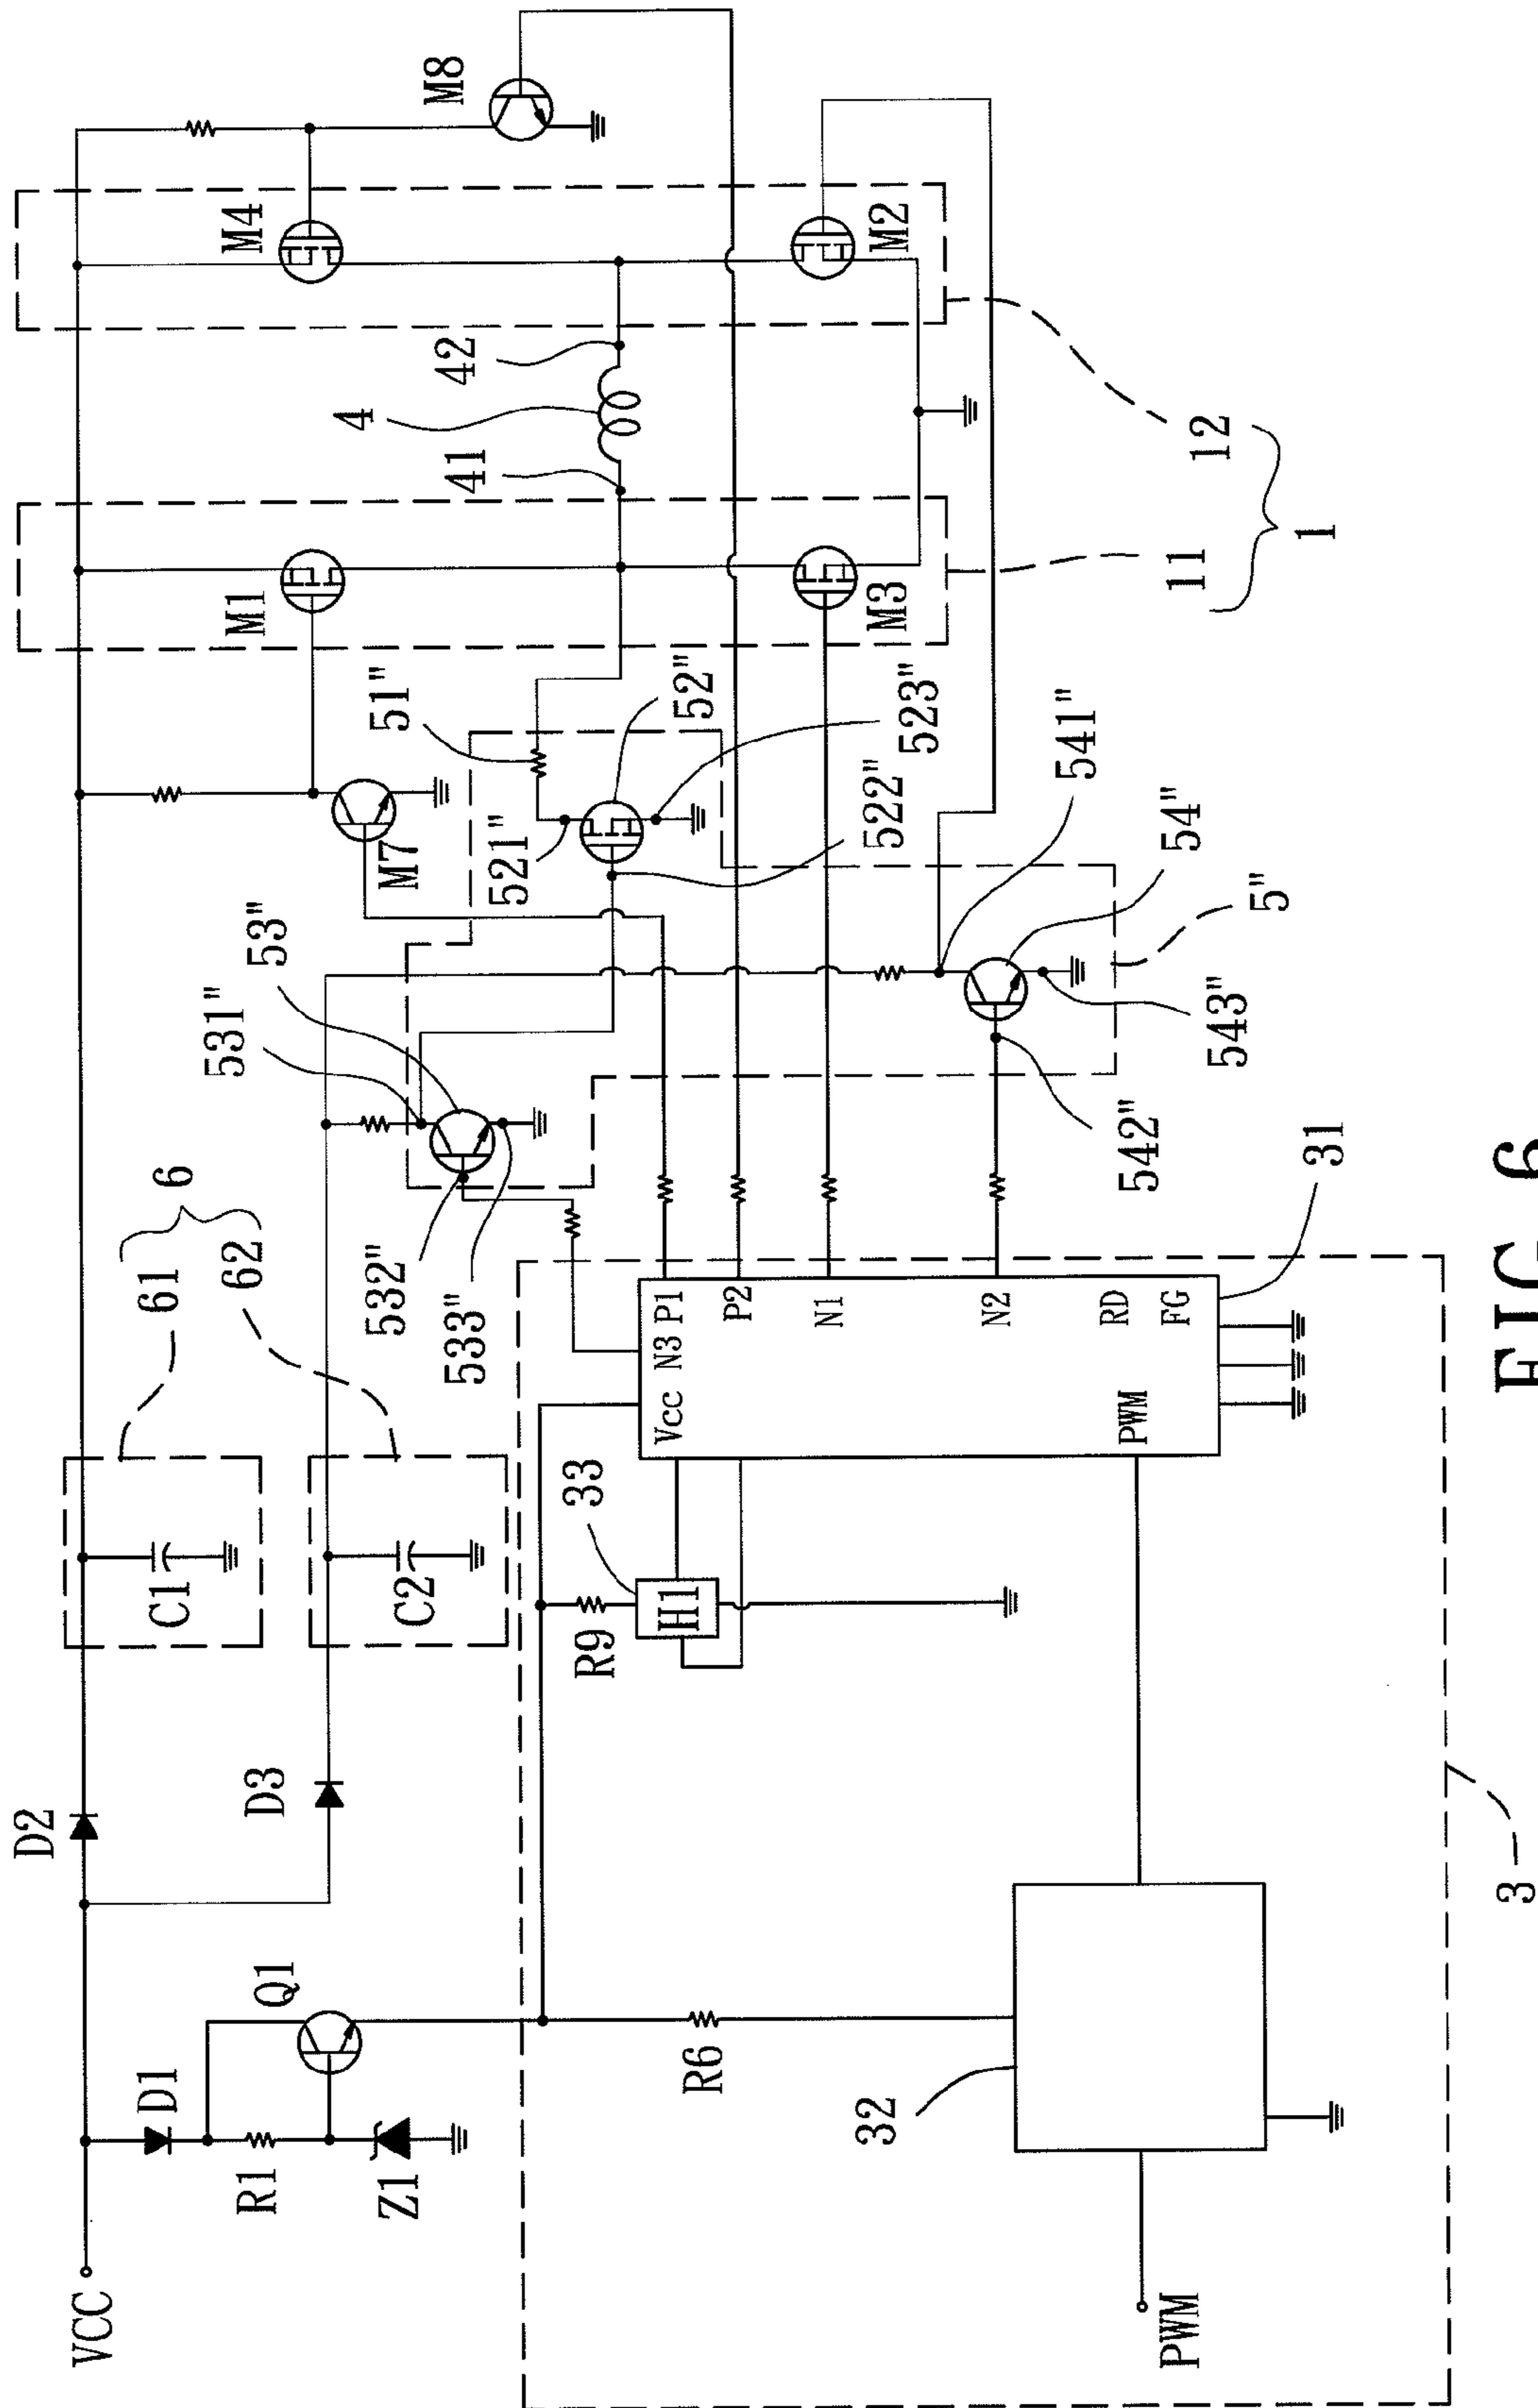 VCC
D1
R1
Z1
Q1
D2
D3
C1
C2
61
62
6
531"
53"
532"
533"
M7
51"
521"
52"
522"
523"
M1
M3
41
4
42
M4
M2
M8
11
12
1
541"
54"
542"
543"
5"
R9
33
H1
Vcc
N3
P1
P2
N1
N2
RD
FG
PWM
31
R6
32
PWM
3
FIG.6